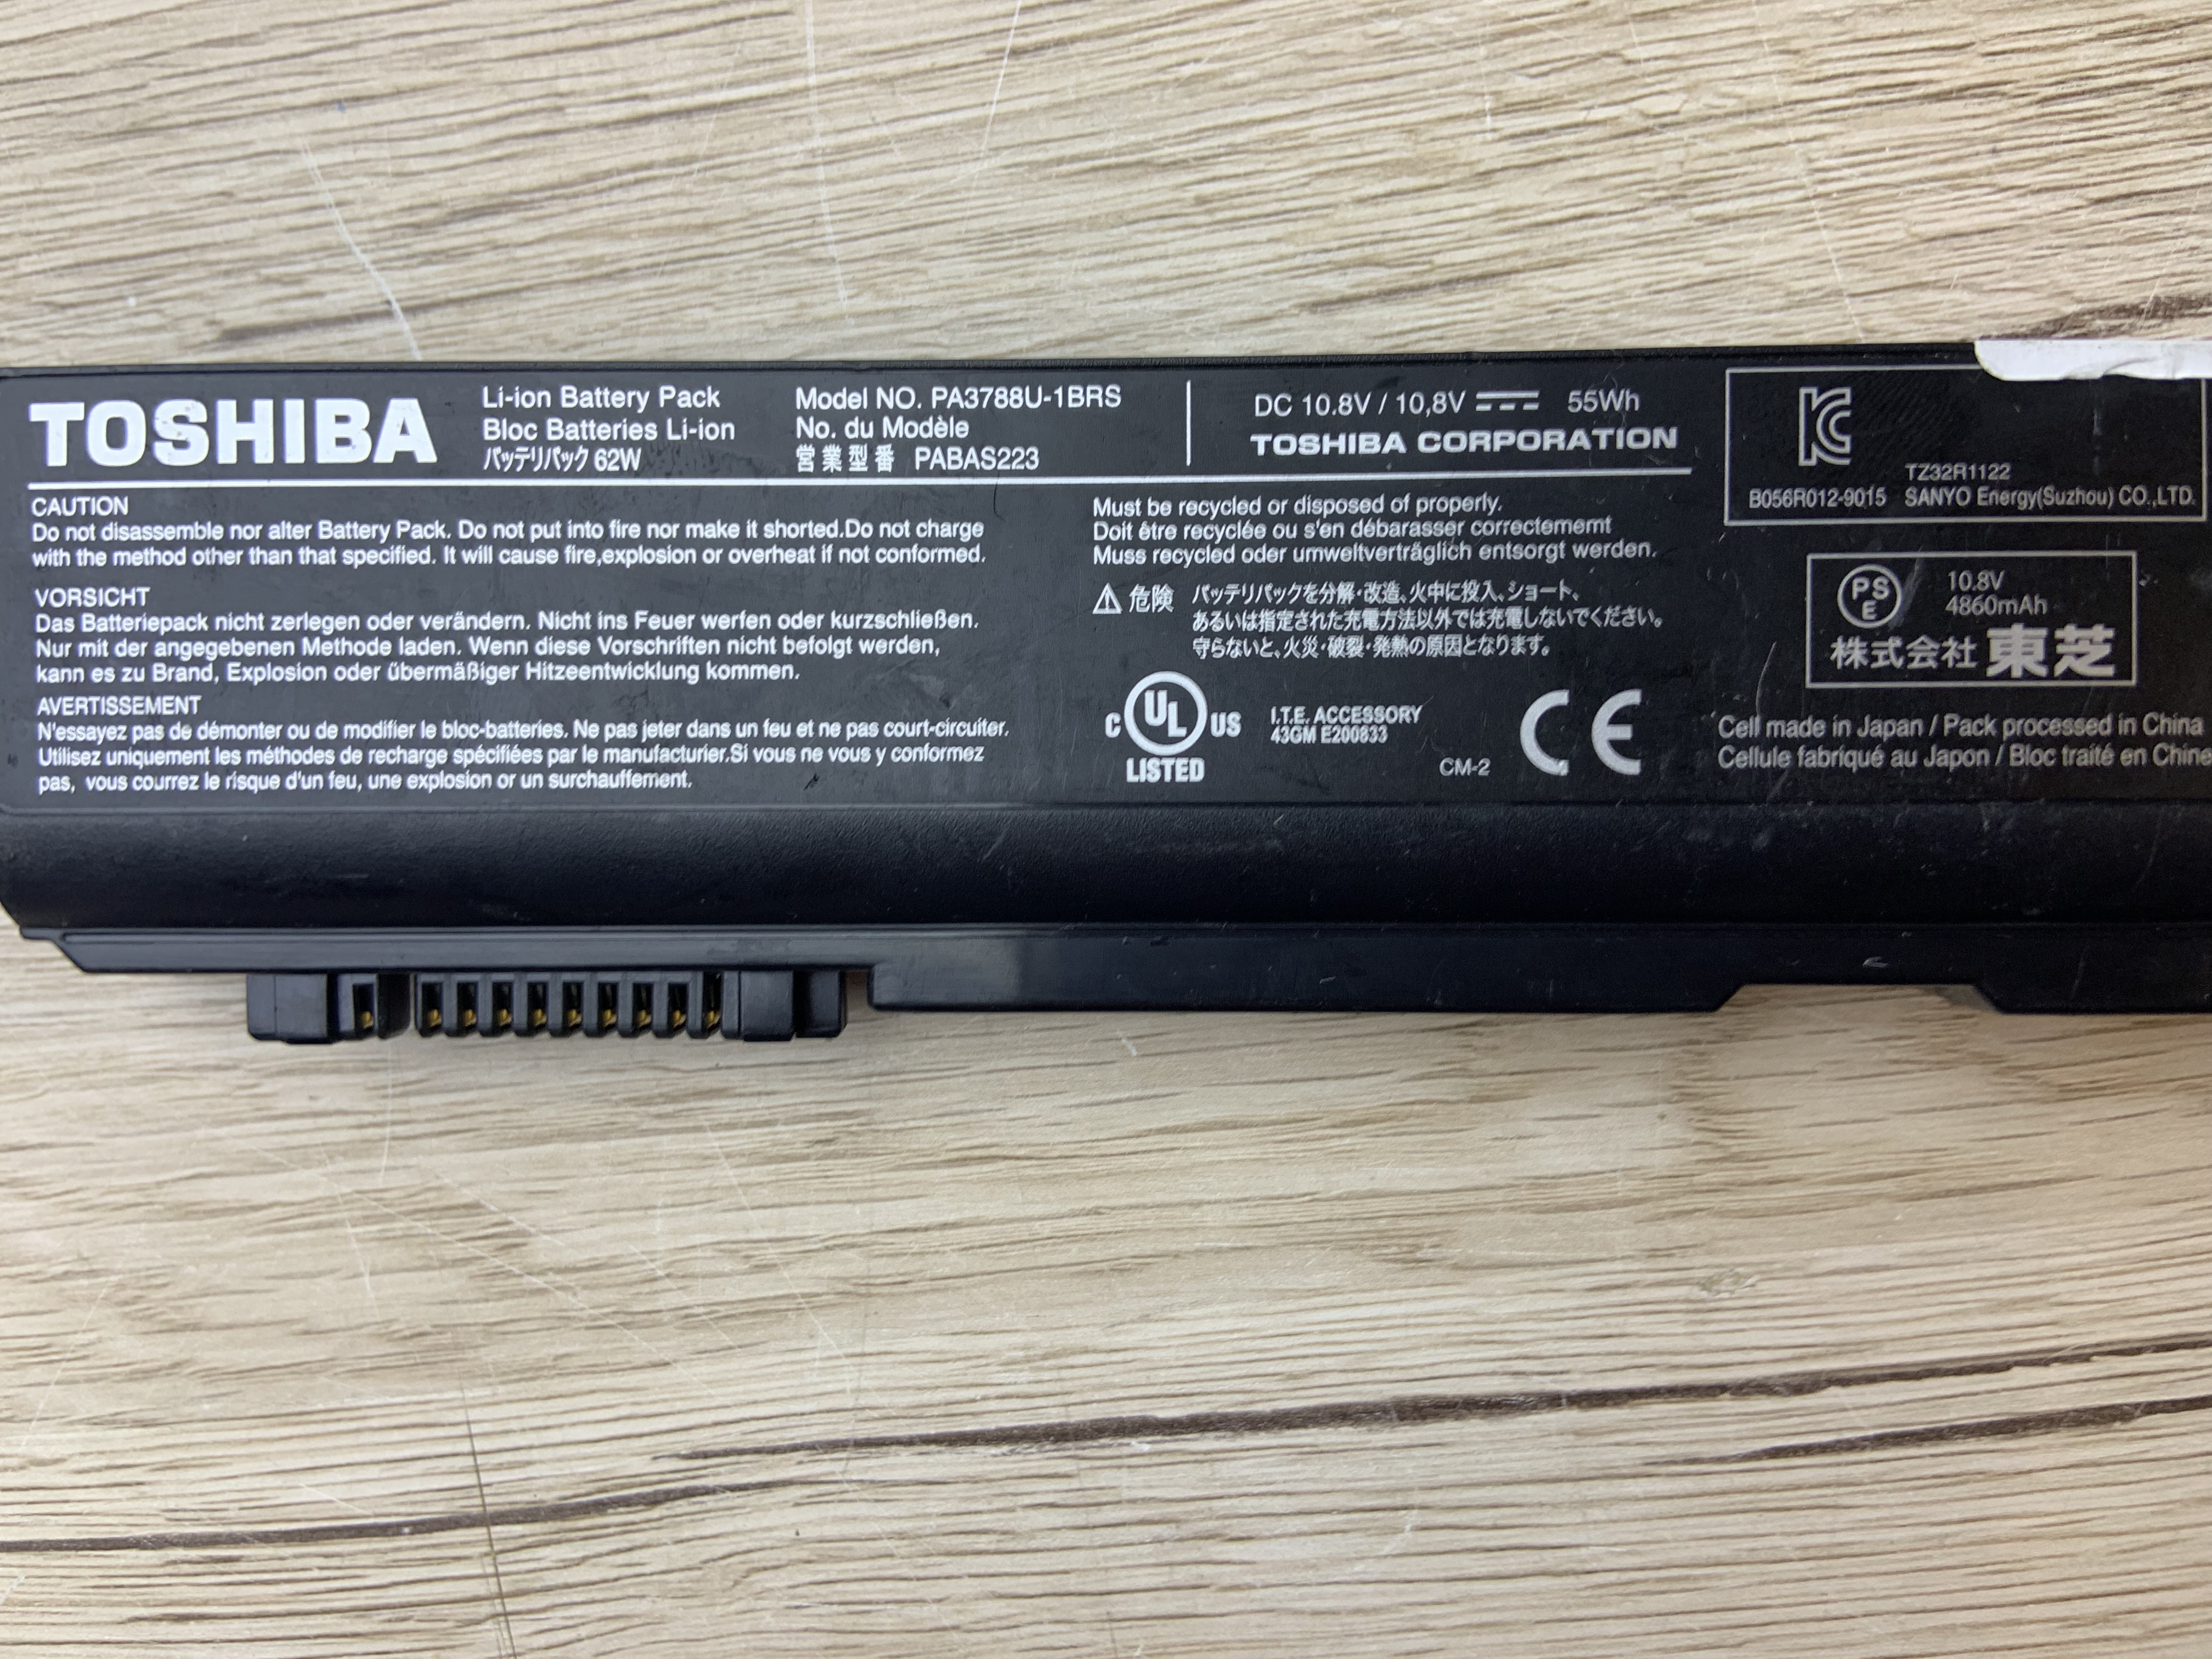 TOSHIBA
Li-ion Battery Pack
Bloc Batteries Li-ion
バッテリパック 62W
Model NO. PA3788U-1BRS
No. du Modèle
営業型番 PABAS223
DC 10.8V / 10,8V 55Wh
TOSHIBA CORPORATION
CAUTION
Do not disassemble nor alter Battery Pack. Do not put into fire nor make it shorted.Do not charge
with the method other than that specified. It will cause fire,explosion or overheat if not conformed.
VORSICHT
Das Batteriepack nicht zerlegen oder verändern. Nicht ins Feuer werfen oder kurzschließen.
Nur mit der angegebenen Methode laden. Wenn diese Vorschriften nicht befolgt werden,
kann es zu Brand, Explosion oder übermäßiger Hitzeentwicklung kommen.
AVERTISSEMENT
N'essayez pas de démonter ou de modifier le bloc-batteries. Ne pas jeter dans un feu et ne pas court-circuiter.
Utilisez uniquement les méthodes de recharge spécifiées par le manufacturier.Si vous ne vous y conformez
pas, vous courrez le risque d'un feu, une explosion or un surchauffement.
Must be recycled or disposed of properly.
Doit être recyclée ou s'en débarasser correctememt
Muss recycled oder umweltverträglich entsorgt werden.
危険 バッテリパックを分解・改造、火中に投入、ショート、
あるいは指定された充電方法以外では充電しないでください。
守らないと、火災・破裂・発熱の原因となります。
C UL US
LISTED
I.T.E. ACCESSORY
43GM E200833
CM-2
CE
KC
TZ32R1122
B056R012-9015 SANYO Energy(Suzhou) CO.,LTD.
PS
E
10.8V
4860mAh
株式会社 東芝
Cell made in Japan / Pack processed in China
Cellule fabriqué au Japon / Bloc traité en Chine